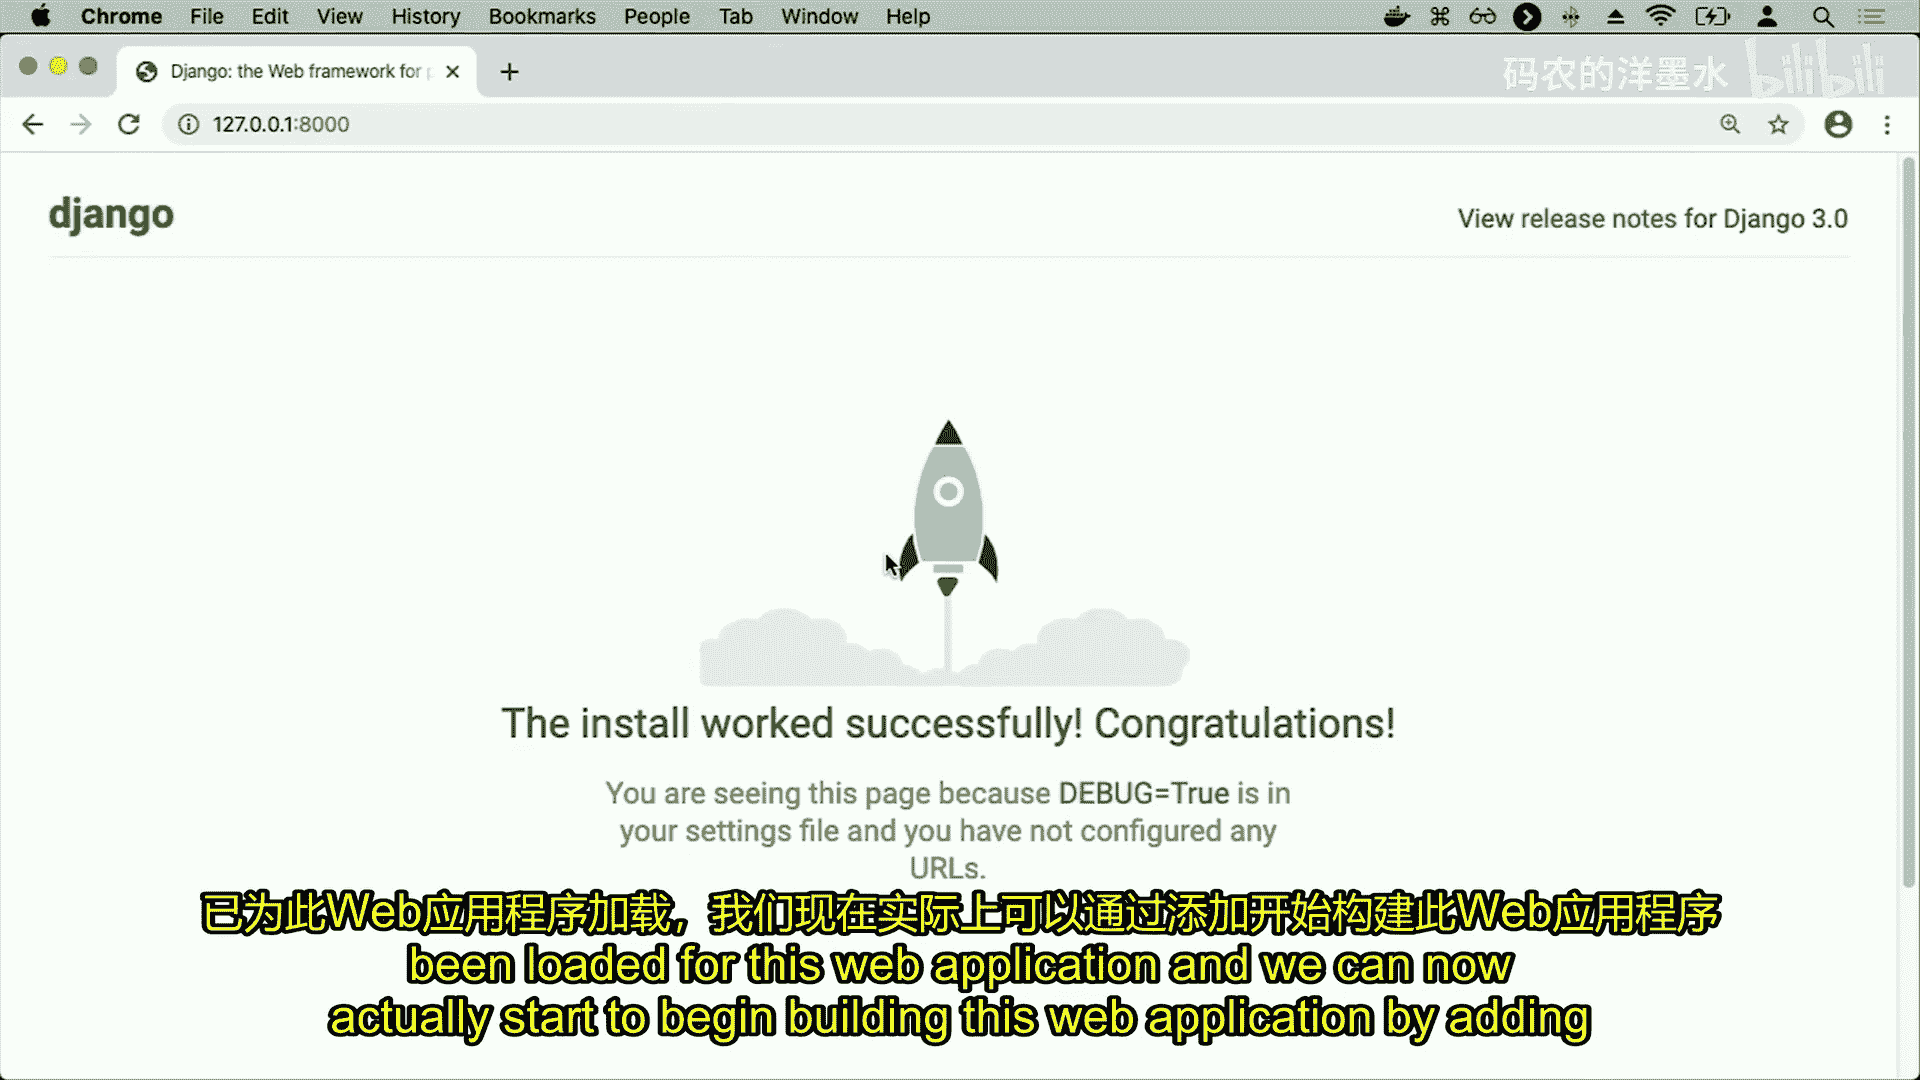 Chrome File Edit View History Bookmarks People Tab Window Help
Django: the Web framework for p
码农的洋墨水 bilibili
127.0.0.1:8000
django
View release notes for Django 3.0
The install worked successfully! Congratulations!
You are seeing this page because DEBUG=True is in
your settings file and you have not configured any
URLs.
已为此Web应用程序加载，我们现在实际上可以通过添加开始构建此Web应用程序
been loaded for this web application and we can now
actually start to begin building this web application by adding